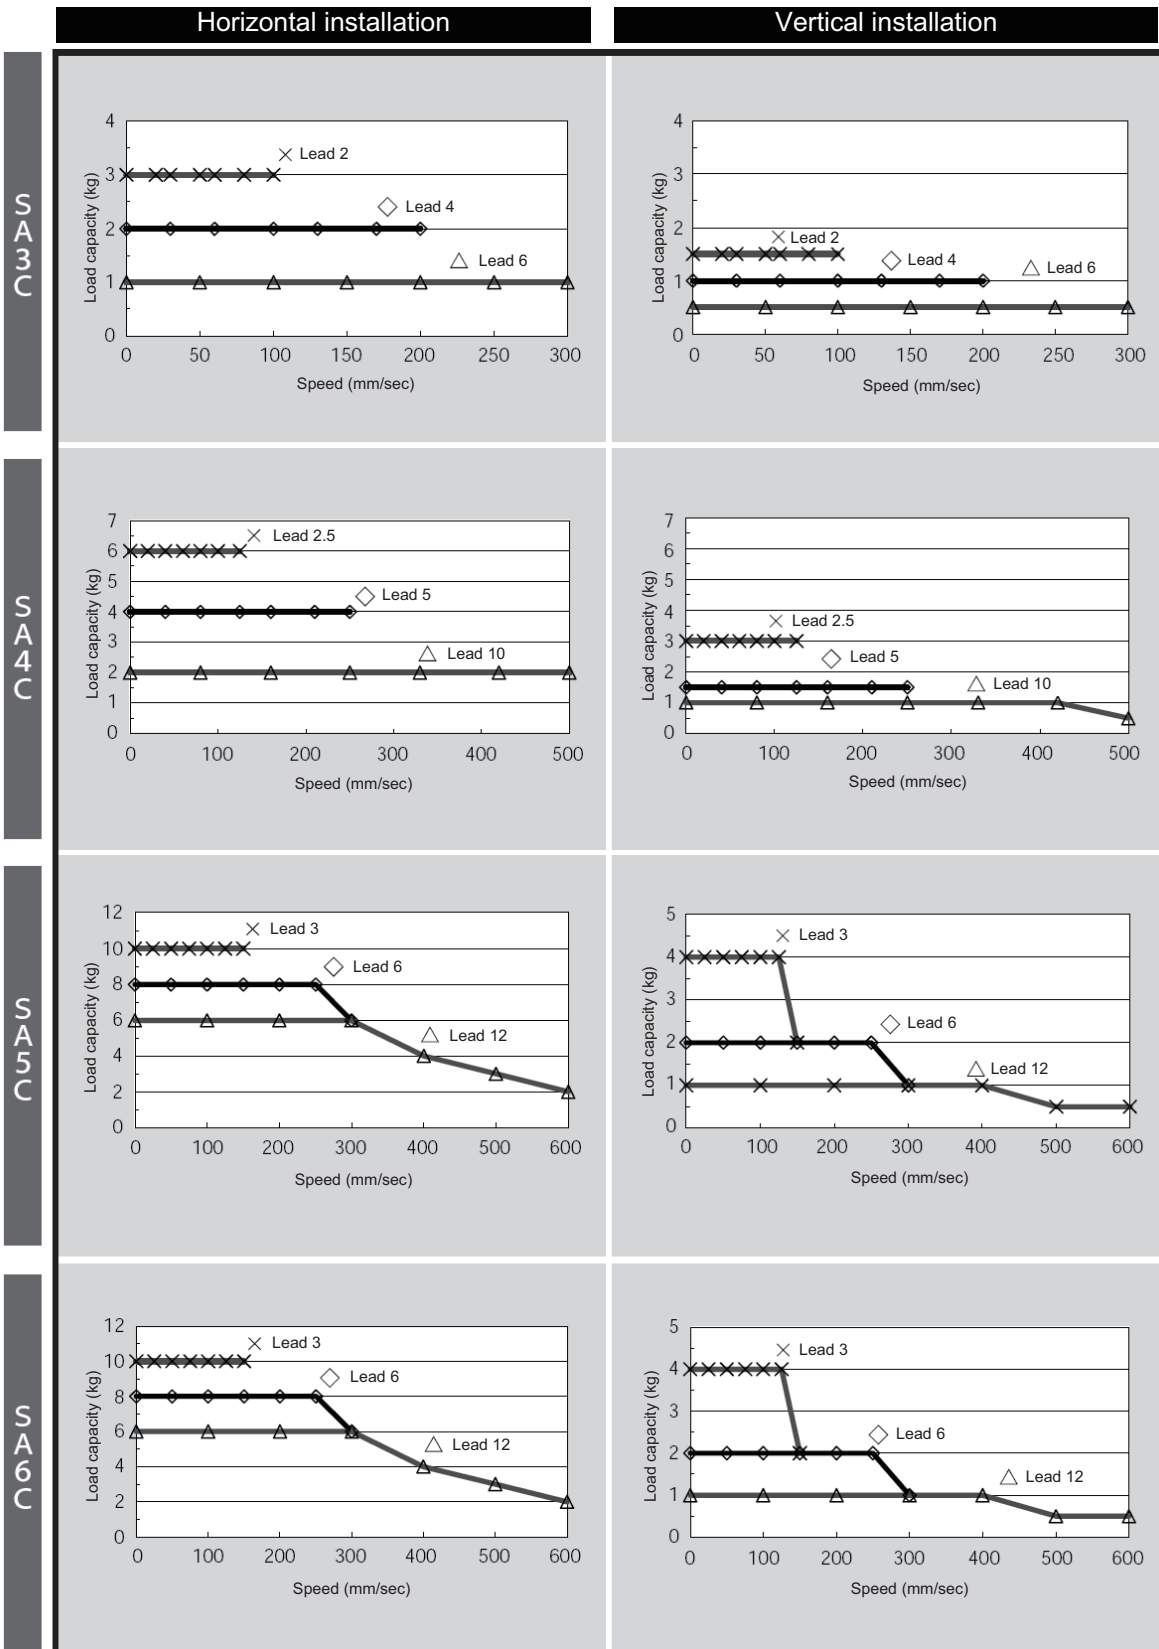 Horizontal installation
Vertical installation
SA3C
4
3
2
1
0
Load capacity (kg)
Lead 2
Lead 4
Lead 6
0 50 100 150 200 250 300
Speed (mm/sec)
4
3
2
1
0
Load capacity (kg)
Lead 2
Lead 4
Lead 6
0 50 100 150 200 250 300
Speed (mm/sec)
SA4C
7
6
5
4
3
2
1
0
Load capacity (kg)
Lead 2.5
Lead 5
Lead 10
0 100 200 300 400 500
Speed (mm/sec)
7
6
5
4
3
2
1
0
Load capacity (kg)
Lead 2.5
Lead 5
Lead 10
0 100 200 300 400 500
Speed (mm/sec)
SA5C
12
10
8
6
4
2
0
Load capacity (kg)
Lead 3
Lead 6
Lead 12
0 100 200 300 400 500 600
Speed (mm/sec)
5
4
3
2
1
0
Load capacity (kg)
Lead 3
Lead 6
Lead 12
0 100 200 300 400 500 600
Speed (mm/sec)
SA6C
12
10
8
6
4
2
0
Load capacity (kg)
Lead 3
Lead 6
Lead 12
0 100 200 300 400 500 600
Speed (mm/sec)
5
4
3
2
1
0
Load capacity (kg)
Lead 3
Lead 6
Lead 12
0 100 200 300 400 500 600
Speed (mm/sec)